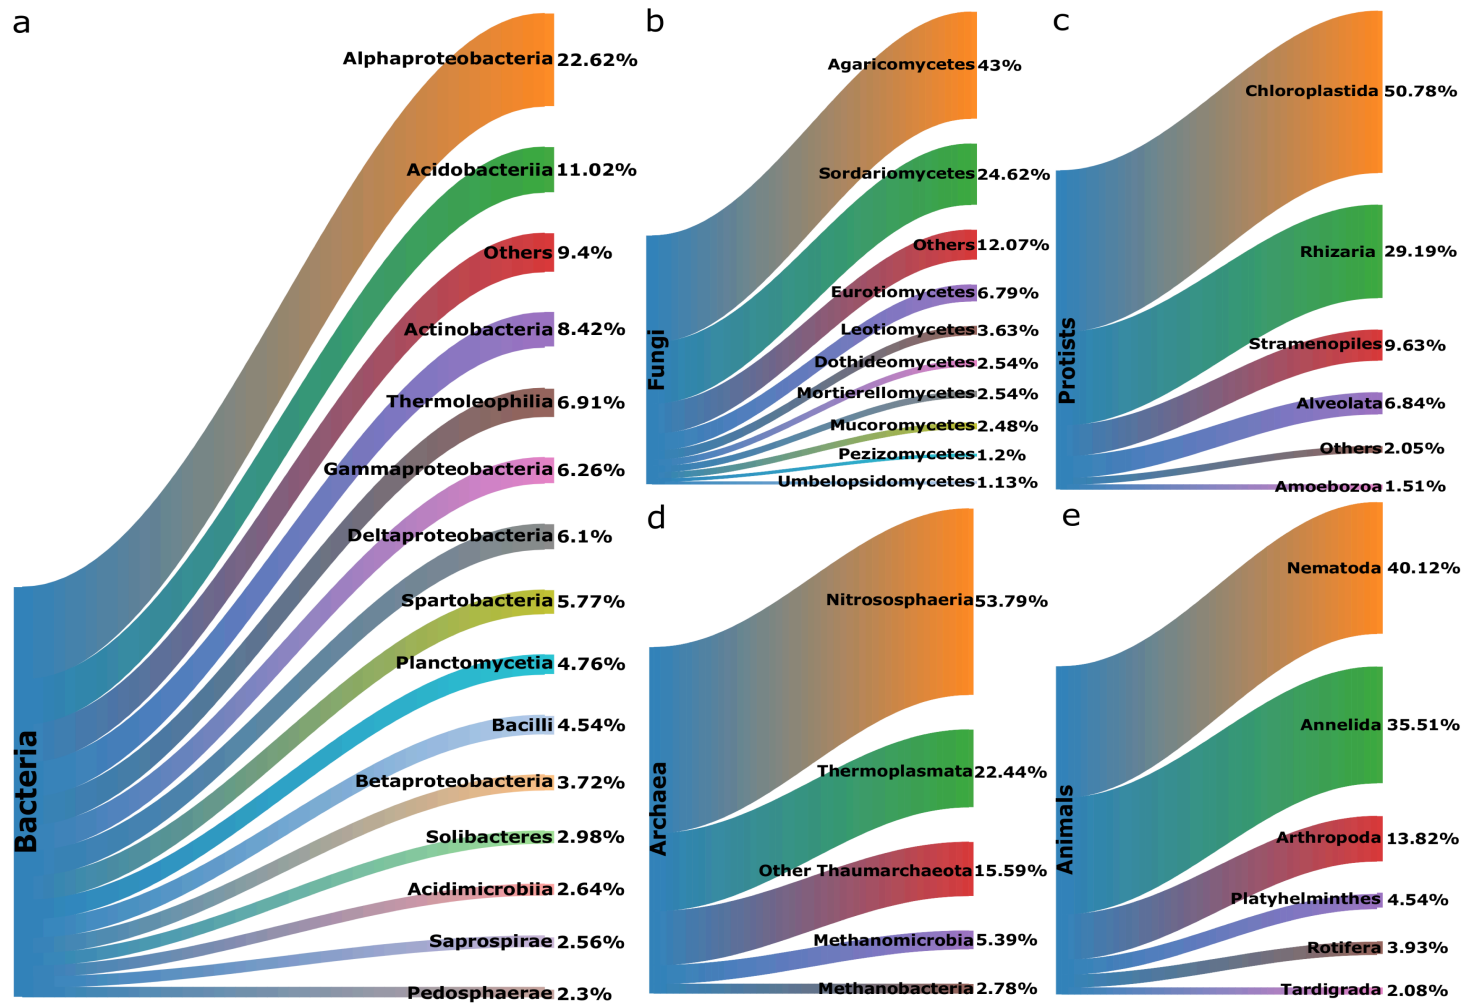 a
Bacteria
Alphaproteobacteria 22.62%
Acidobacteriia 11.02%
Others 9.4%
Actinobacteria 8.42%
Thermoleophilia 6.91%
Gammaproteobacteria 6.26%
Deltaproteobacteria 6.1%
Spartobacteria 5.77%
Planctomycetia 4.76%
Bacilli 4.54%
Betaproteobacteria 3.72%
Solibacteres 2.98%
Acidimicrobiia 2.64%
Saprospirae 2.56%
Pedosphaerae 2.3%
b
Fungi
Agaricomycetes 43%
Sordariomycetes 24.62%
Others 12.07%
Eurotiomycetes 6.79%
Leotiomycetes 3.63%
Dothideomycetes 2.54%
Mortierellomycetes 2.54%
Mucoromycetes 2.48%
Pezizomycetes 1.2%
Umbelopsidomycetes 1.13%
c
Protists
Chloroplastida 50.78%
Rhizaria 29.19%
Stramenopiles 9.63%
Alveolata 6.84%
Others 2.05%
Amoebozoa 1.51%
d
Archaea
Nitrososphaeria 53.79%
Thermoplasmata 22.44%
Other Thaumarchaeota 15.59%
Methanomicrobia 5.39%
Methanobacteria 2.78%
e
Animals
Nematoda 40.12%
Annelida 35.51%
Arthropoda 13.82%
Platyhelminthes 4.54%
Rotifera 3.93%
Tardigrada 2.08%